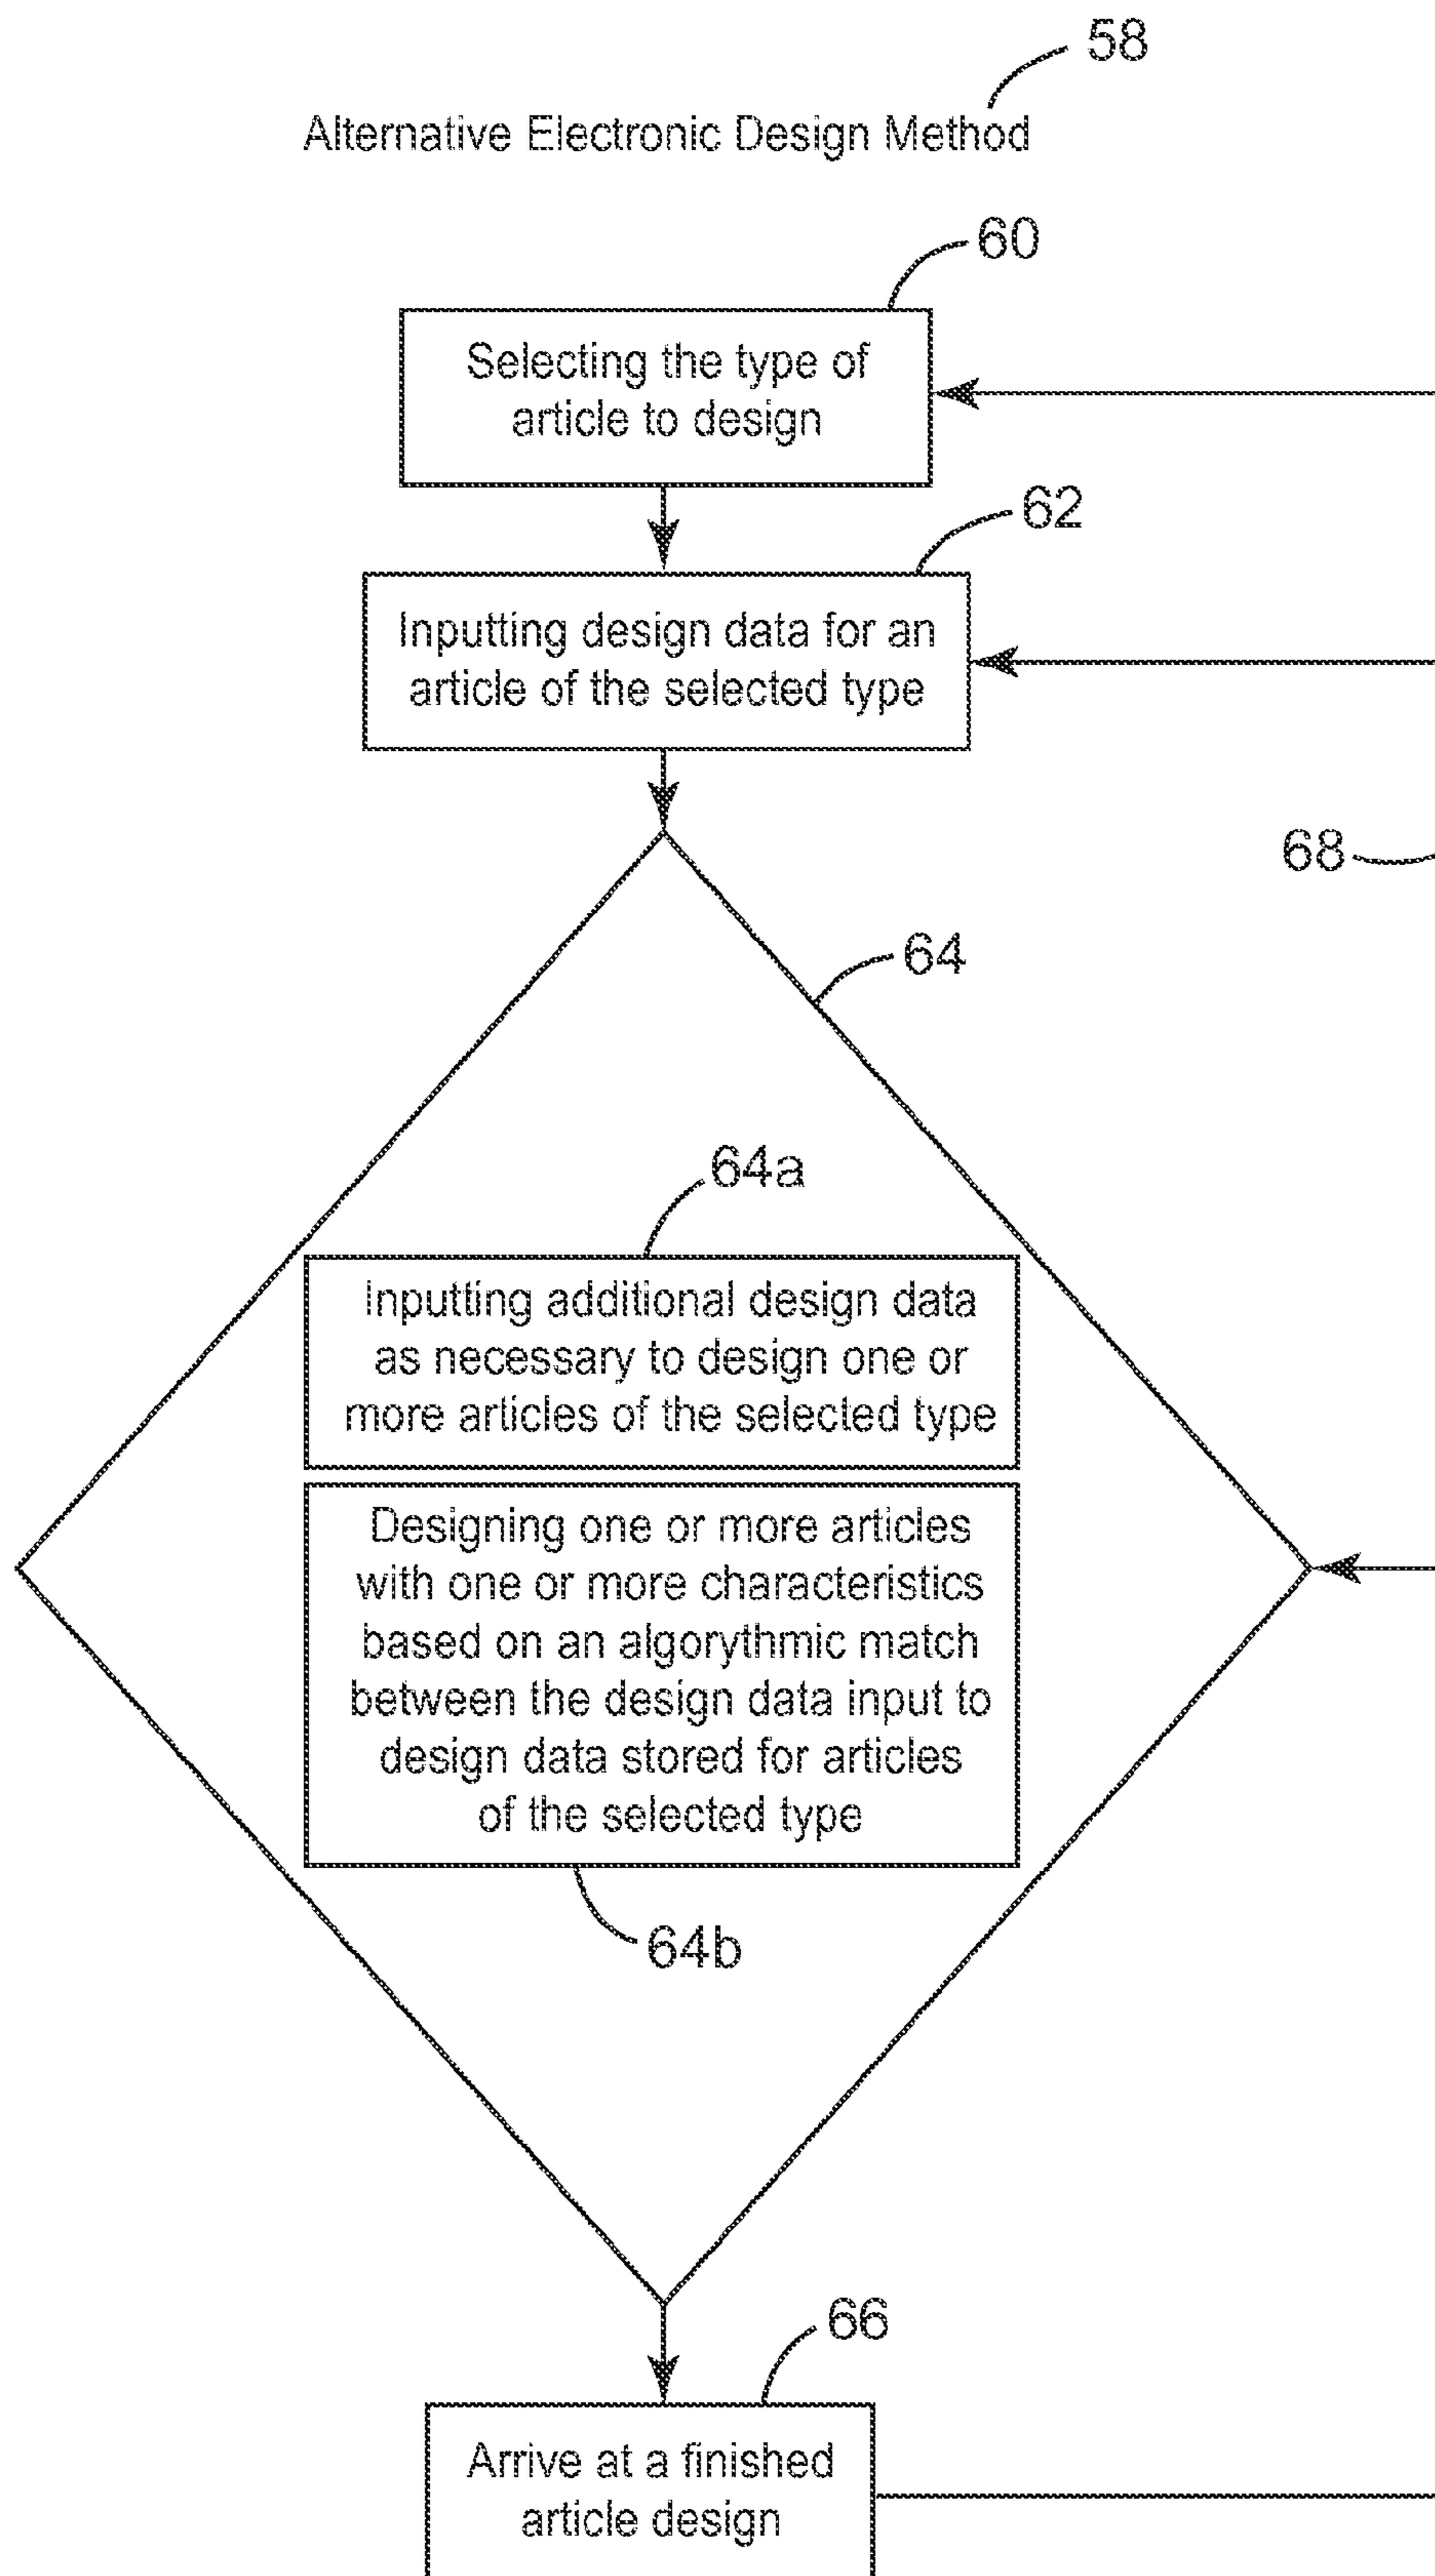 58
Alternative Electronic Design Method
60
Selecting the type of
article to design
62
Inputting design data for an
article of the selected type
68
64
64a
Inputting additional design data
as necessary to design one or
more articles of the selected type
Designing one or more articles
with one or more characteristics
based on an algorythmic match
between the design data input to
design data stored for articles
of the selected type
64b
66
Arrive at a finished
article design